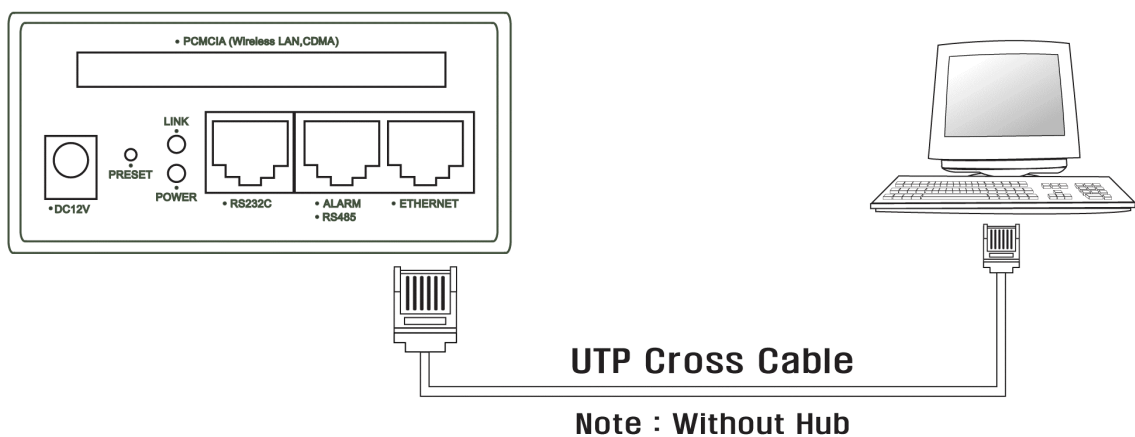 • PCMCIA (Wireless LAN,CDMA)
LINK
PRESET
POWER
• DC12V
• RS232C
• ALARM
• RS485
• ETHERNET
UTP Cross Cable
Note : Without Hub